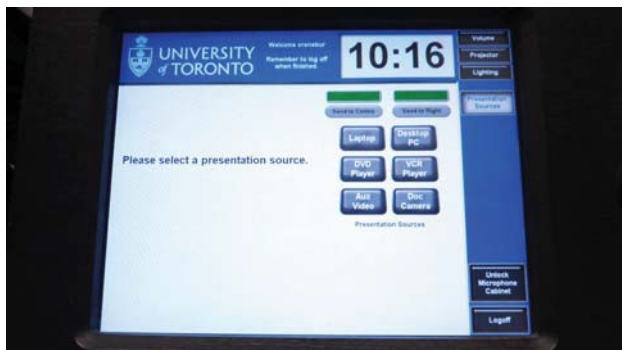 UNIVERSITY
of TORONTO
Welcome cranebur
Remember to log off
when finished.
10:16
Volume
Projector
Lighting
Presentation
Sources
Send to Centre
Send to Right
Please select a presentation source.
Laptop
Desktop
PC
DVD
Player
VCR
Player
Aux
Video
Doc
Camera
Presentation Sources
Unlock
Microphone
Cabinet
Logoff